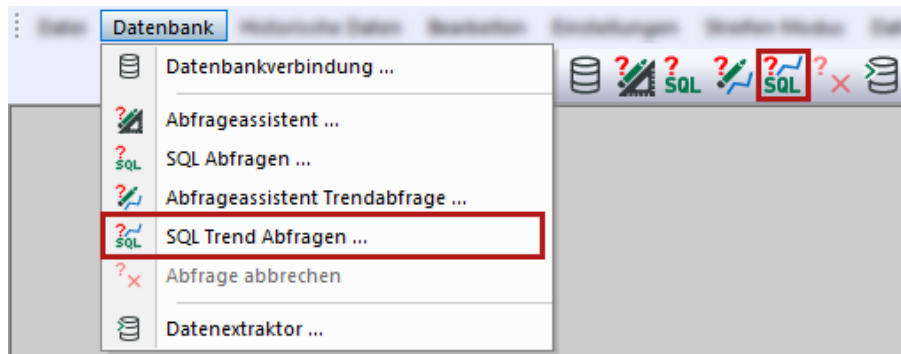 Datenbank
Datenbankverbindung ...
Abfrageassistent ...
SQL Abfragen ...
Abfrageassistent Trendabfrage ...
SQL Trend Abfragen ...
Abfrage abbrechen
Datenextraktor ...